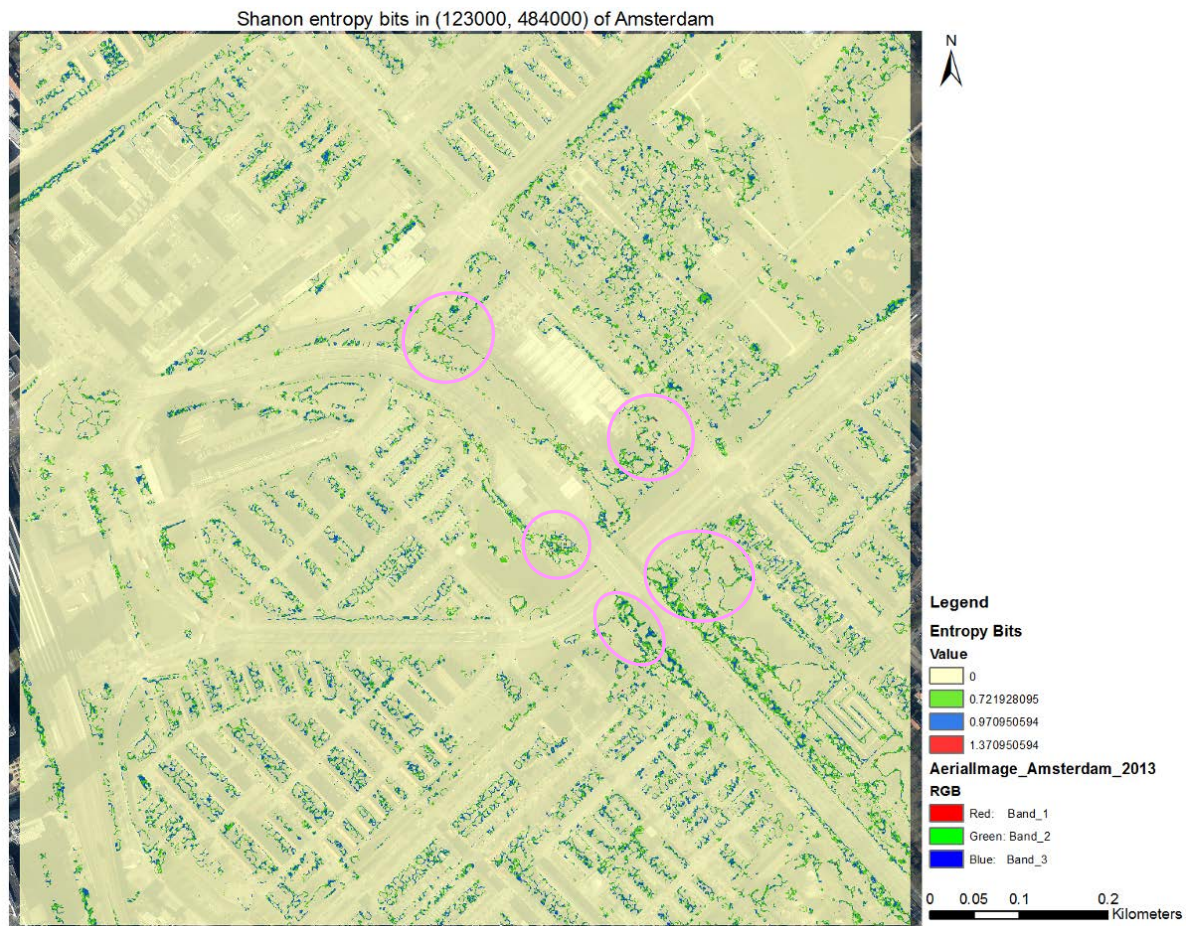 Shanon entropy bits in (123000, 484000) of Amsterdam
N
Legend
Entropy Bits
Value
0
0.721928095
0.970950594
1.370950594
AerialImage_Amsterdam_2013
RGB
Red: Band_1
Green: Band_2
Blue: Band_3
0 0.05 0.1 0.2
Kilometers